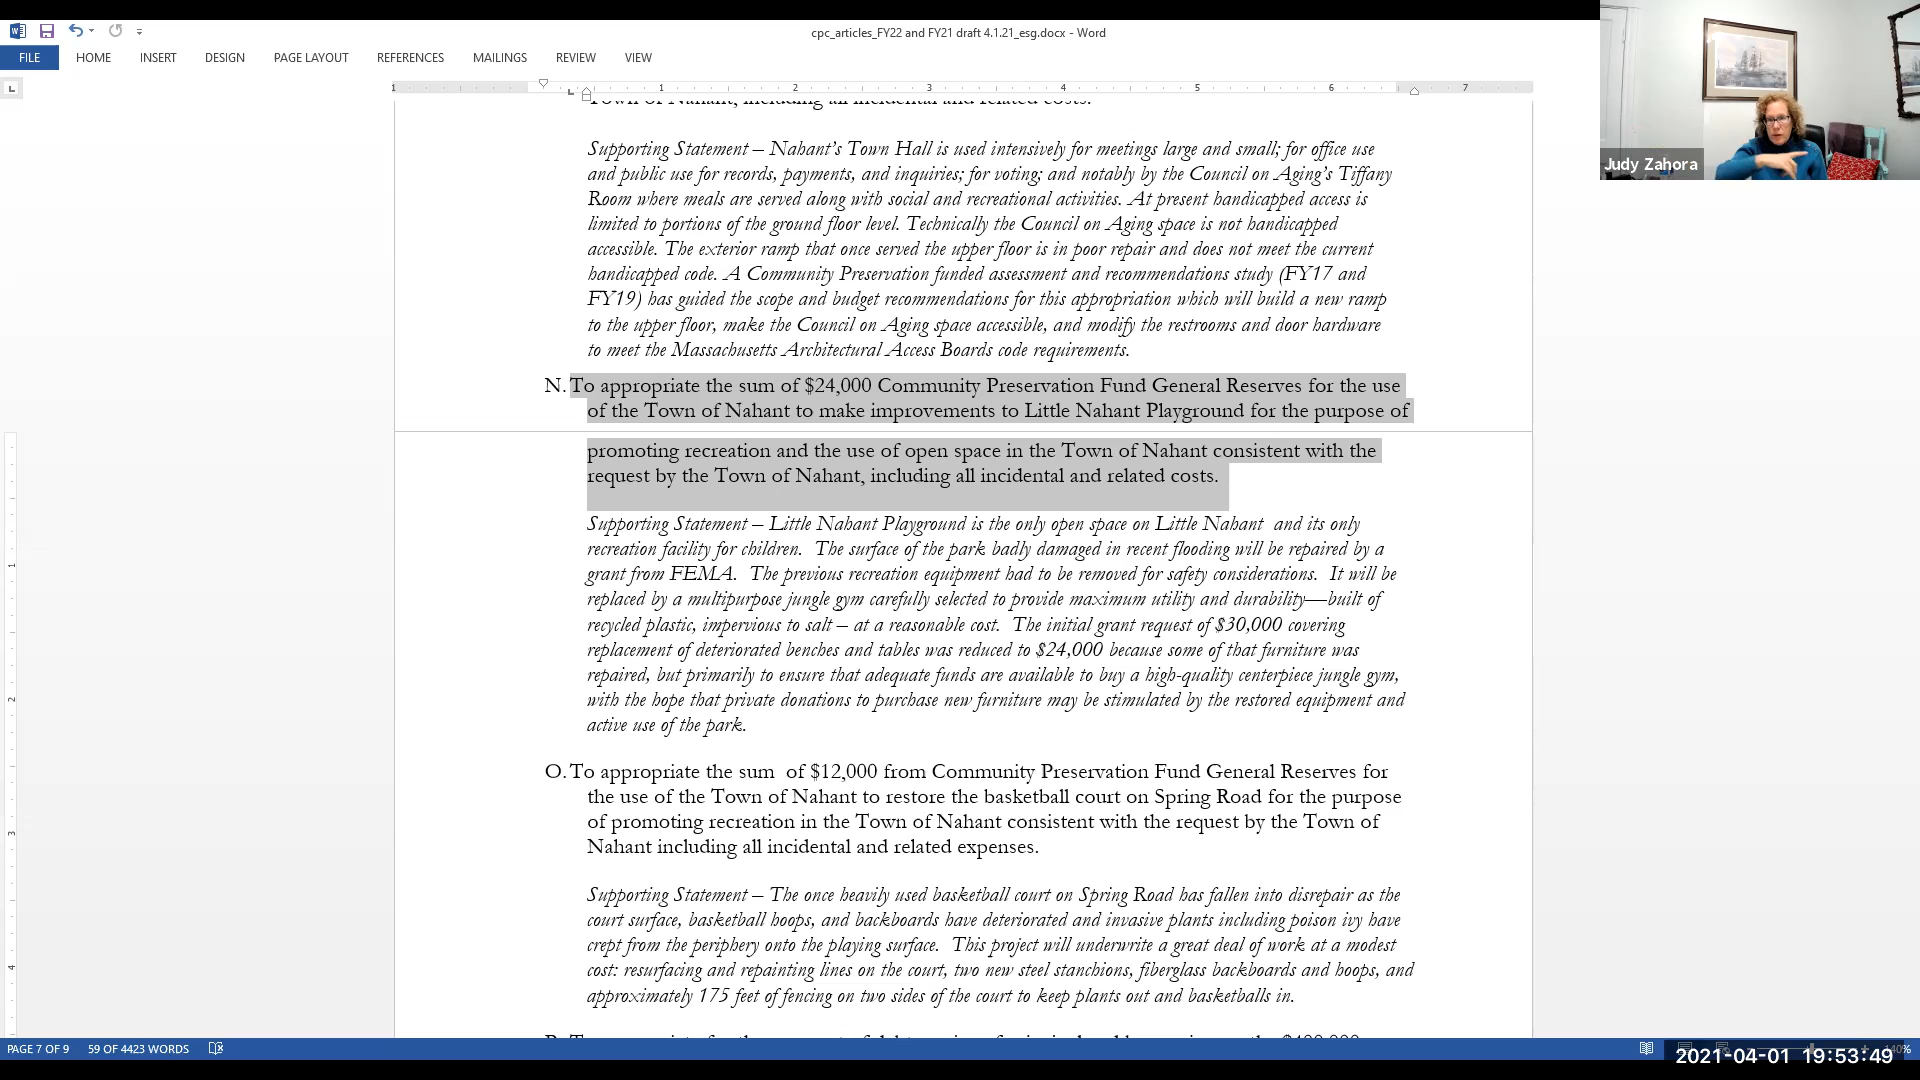 cpc_articles_FY22 and FY21 draft 4.1.21_esg.docx - Word
FILE HOME INSERT DESIGN PAGE LAYOUT REFERENCES MAILINGS REVIEW VIEW
Judy Zahora
1 1 2 3 4 5 6 7
Town of Nahant, including all incidental and related costs.
Supporting Statement – Nahant’s Town Hall is used intensively for meetings large and small; for office use
and public use for records, payments, and inquiries; for voting; and notably by the Council on Aging’s Tiffany
Room where meals are served along with social and recreational activities. At present handicapped access is
limited to portions of the ground floor level. Technically the Council on Aging space is not handicapped
accessible. The exterior ramp that once served the upper floor is in poor repair and does not meet the current
handicapped code. A Community Preservation funded assessment and recommendations study (FY17 and
FY19) has guided the scope and budget recommendations for this appropriation which will build a new ramp
to the upper floor, make the Council on Aging space accessible, and modify the restrooms and door hardware
to meet the Massachusetts Architectural Access Boards code requirements.
N. To appropriate the sum of $24,000 Community Preservation Fund General Reserves for the use
of the Town of Nahant to make improvements to Little Nahant Playground for the purpose of
promoting recreation and the use of open space in the Town of Nahant consistent with the
request by the Town of Nahant, including all incidental and related costs.
Supporting Statement – Little Nahant Playground is the only open space on Little Nahant  and its only
recreation facility for children.  The surface of the park badly damaged in recent flooding will be repaired by a
grant from FEMA.  The previous recreation equipment had to be removed for safety considerations.  It will be
replaced by a multipurpose jungle gym carefully selected to provide maximum utility and durability—built of
recycled plastic, impervious to salt – at a reasonable cost.  The initial grant request of $30,000 covering
replacement of deteriorated benches and tables was reduced to $24,000 because some of that furniture was
repaired, but primarily to ensure that adequate funds are available to buy a high-quality centerpiece jungle gym,
with the hope that private donations to purchase new furniture may be stimulated by the restored equipment and
active use of the park.
O. To appropriate the sum  of $12,000 from Community Preservation Fund General Reserves for
the use of the Town of Nahant to restore the basketball court on Spring Road for the purpose
of promoting recreation in the Town of Nahant consistent with the request by the Town of
Nahant including all incidental and related expenses.
Supporting Statement – The once heavily used basketball court on Spring Road has fallen into disrepair as the
court surface, basketball hoops, and backboards have deteriorated and invasive plants including poison ivy have
crept from the periphery onto the playing surface.  This project will underwrite a great deal of work at a modest
cost: resurfacing and repainting lines on the court, two new steel stanchions, fiberglass backboards and hoops, and
approximately 175 feet of fencing on two sides of the court to keep plants out and basketballs in.
1
2
3
4
PAGE 7 OF 9 59 OF 4423 WORDS
2021-04-01 19:53:49